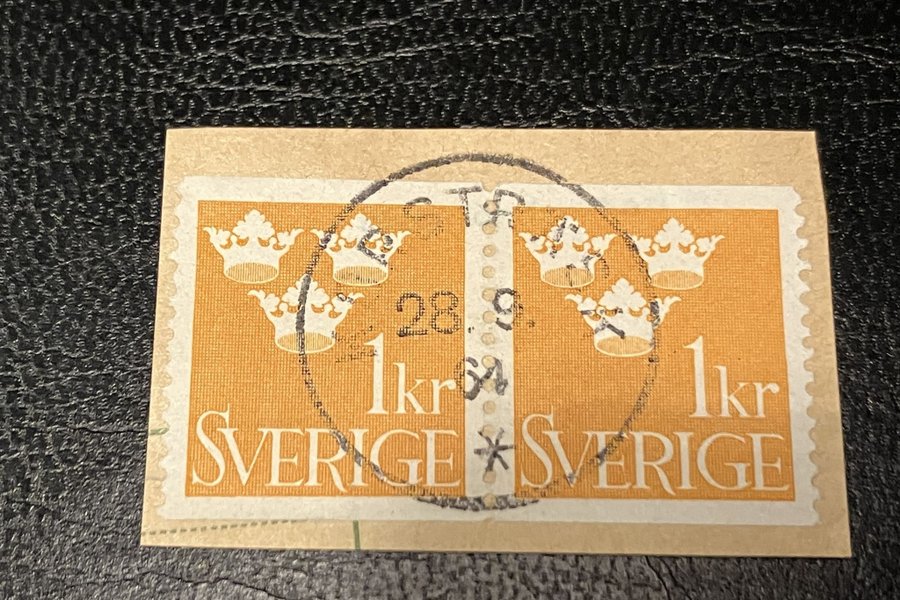 1kr
SVERIGE
1kr
SVERIGE
28.9.
64
*